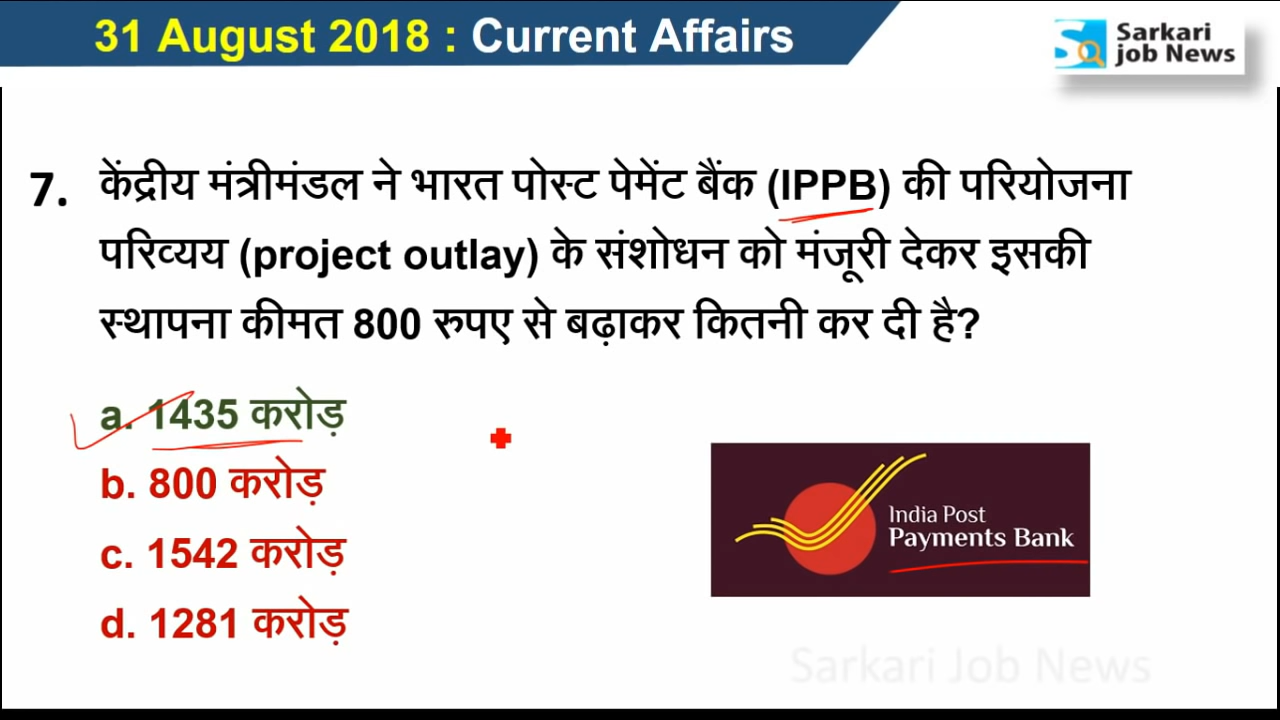 31 August 2018 : Current Affairs
Sarkari
Job News
7. केंद्रीय मंत्रीमंडल ने भारत पोस्ट पेमेंट बैंक (IPPB) की परियोजना
परिव्यय (project outlay) के संशोधन को मंजूरी देकर इसकी
स्थापना कीमत 800 रुपए से बढ़ाकर कितनी कर दी है?
a. 1435 करोड़
b. 800 करोड़
c. 1542 करोड़
d. 1281 करोड़
India Post
Payments Bank
Sarkari Job News